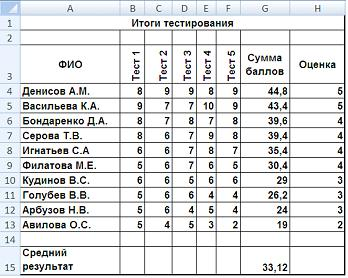 A B C D E F G H
1 Итоги тестирования
2
3 ФИО Тест 1 Тест 2 Тест 3 Тест 4 Тест 5 Сумма баллов Оценка
4 Денисов А.М. 8 9 9 8 9 44,8 5
5 Васильева К.А. 9 7 7 10 9 43,4 5
6 Бондаренко Д.А. 8 7 8 7 8 39,6 4
7 Серова Т.В. 8 6 7 9 8 39,4 4
8 Игнатьев С.А 6 6 7 8 7 35,4 4
9 Филатова М.Е. 5 6 7 6 5 30,4 4
10 Кудинов В.С. 6 6 5 6 6 29 3
11 Голубев В.В. 5 6 6 4 4 26,2 3
12 Арбузов Н.В. 5 6 4 5 4 24 3
13 Авилова О.С. 5 4 5 3 2 19 2
14
15 Средний результат 33,12